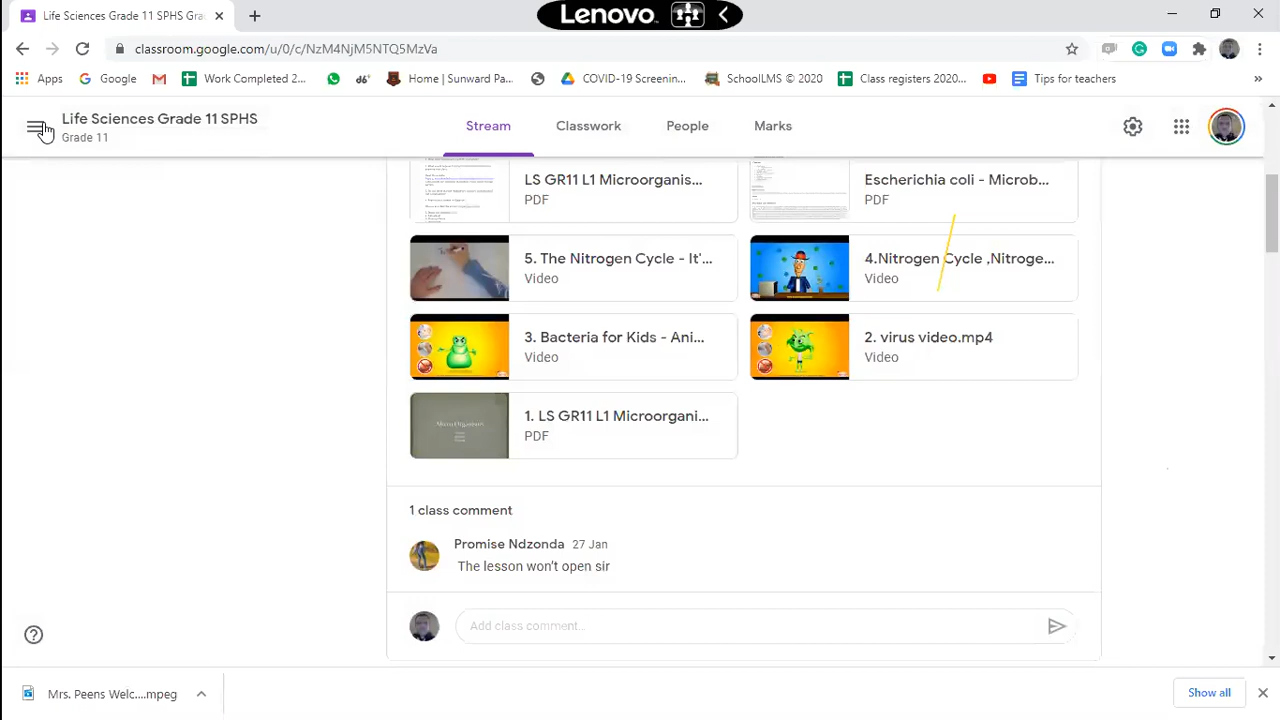 Life Sciences Grade 11 SPHS Gra
Lenovo
classroom.google.com/u/0/c/NzM4NjM5NTQ5MzVa
Apps
Google
Work Completed 2...
Home | Sunward Pa...
COVID-19 Screenin...
SchoolLMS © 2020
Class registers 2020...
Tips for teachers
»
Life Sciences Grade 11 SPHS
Grade 11
Stream
Classwork
People
Marks
LS GR11 L1 Microorganis...
PDF
Escherichia coli - Microb...
PDF
5. The Nitrogen Cycle - It'...
Video
4.Nitrogen Cycle ,Nitroge...
Video
3. Bacteria for Kids - Ani...
Video
2. virus video.mp4
Video
1. LS GR11 L1 Microorgani...
PDF
1 class comment
Promise Ndzonda 27 Jan
The lesson won't open sir
Add class comment...
Mrs. Peens Welc....mpeg
Show all